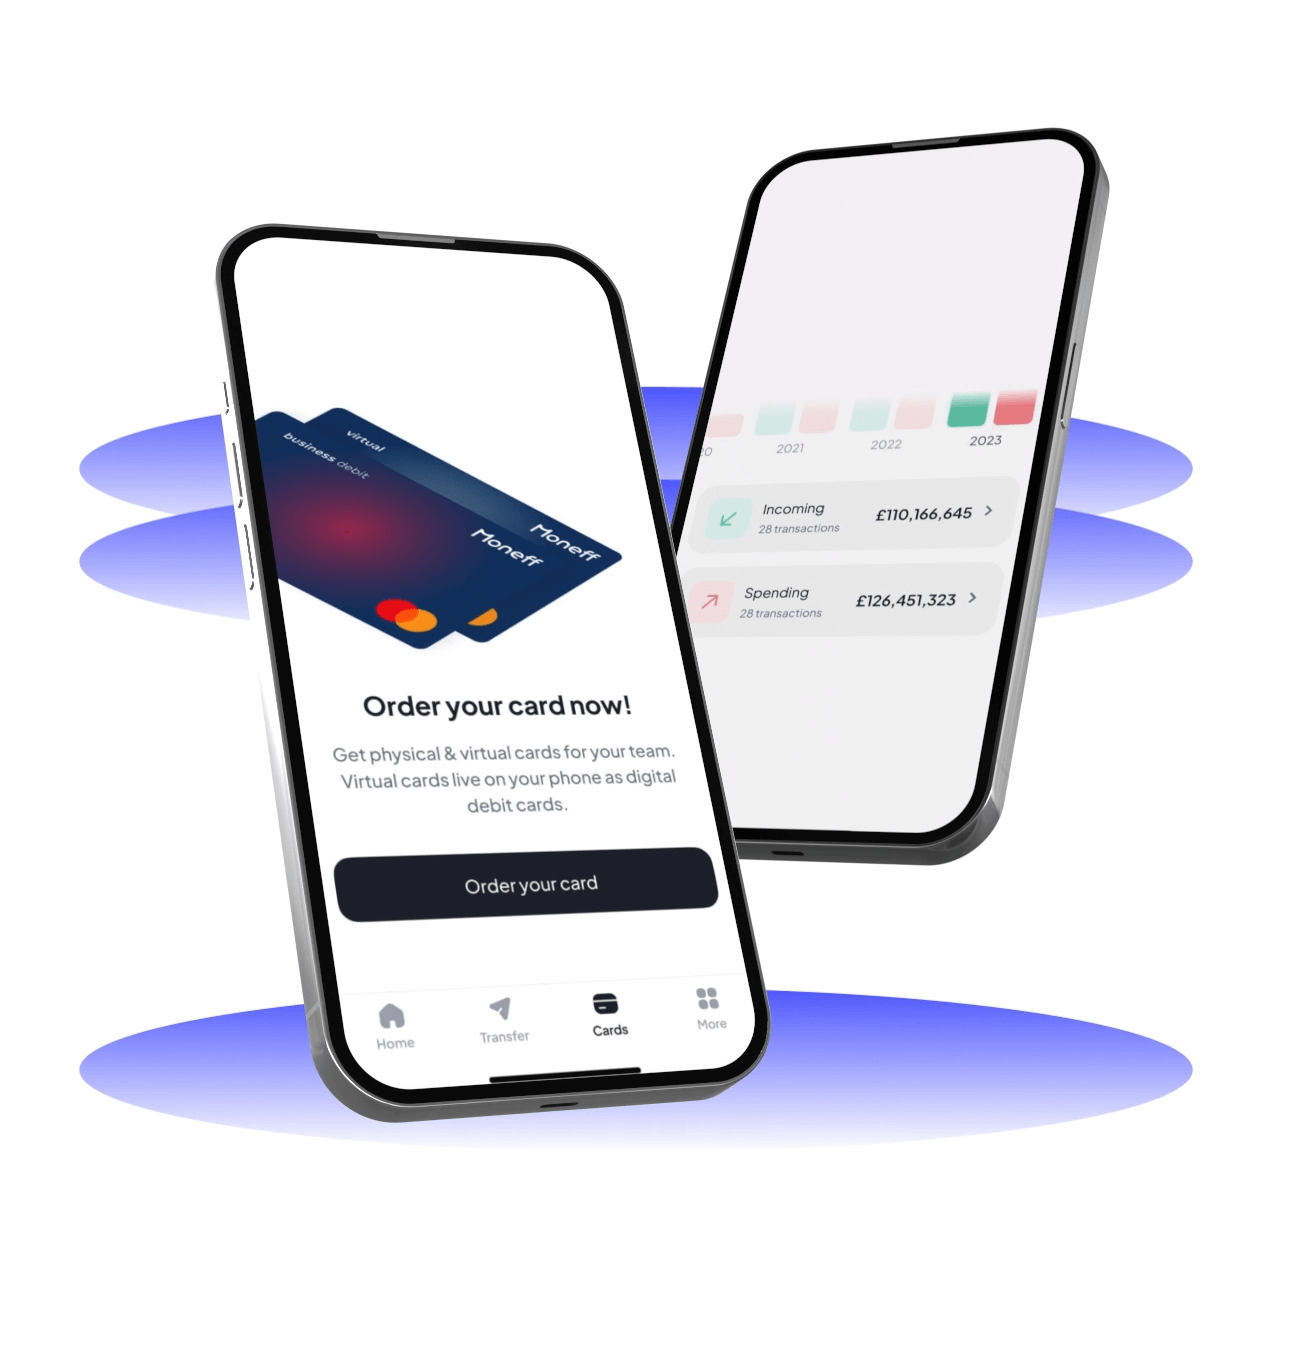 virtual
business debit
Moneff
Moneff
Order your card now!
Get physical & virtual cards for your team.
Virtual cards live on your phone as digital
debit cards.
Order your card
Home
Transfer
Cards
More
20
2021
2022
2023
Incoming
28 transactions
£110,166,645
Spending
28 transactions
£126,451,323